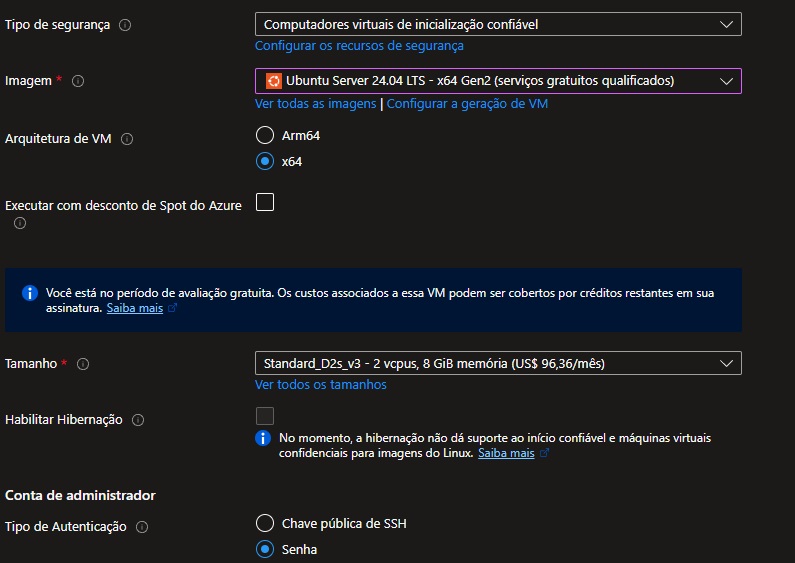 Tipo de segurança
Computadores virtuais de inicialização confiável
Configurar os recursos de segurança
Imagem *
Ubuntu Server 24.04 LTS - x64 Gen2 (serviços gratuitos qualificados)
Ver todas as imagens | Configurar a geração de VM
Arquitetura de VM
Arm64
x64
Executar com desconto de Spot do Azure
Você está no período de avaliação gratuita. Os custos associados a essa VM podem ser cobertos por créditos restantes em sua
assinatura. Saiba mais
Tamanho *
Standard_D2s_v3 - 2 vcpus, 8 GiB memória (US$ 96,36/mês)
Ver todos os tamanhos
Habilitar Hibernação
No momento, a hibernação não dá suporte ao início confiável e máquinas virtuais
confidenciais para imagens do Linux. Saiba mais
Conta de administrador
Tipo de Autenticação
Chave pública de SSH
Senha